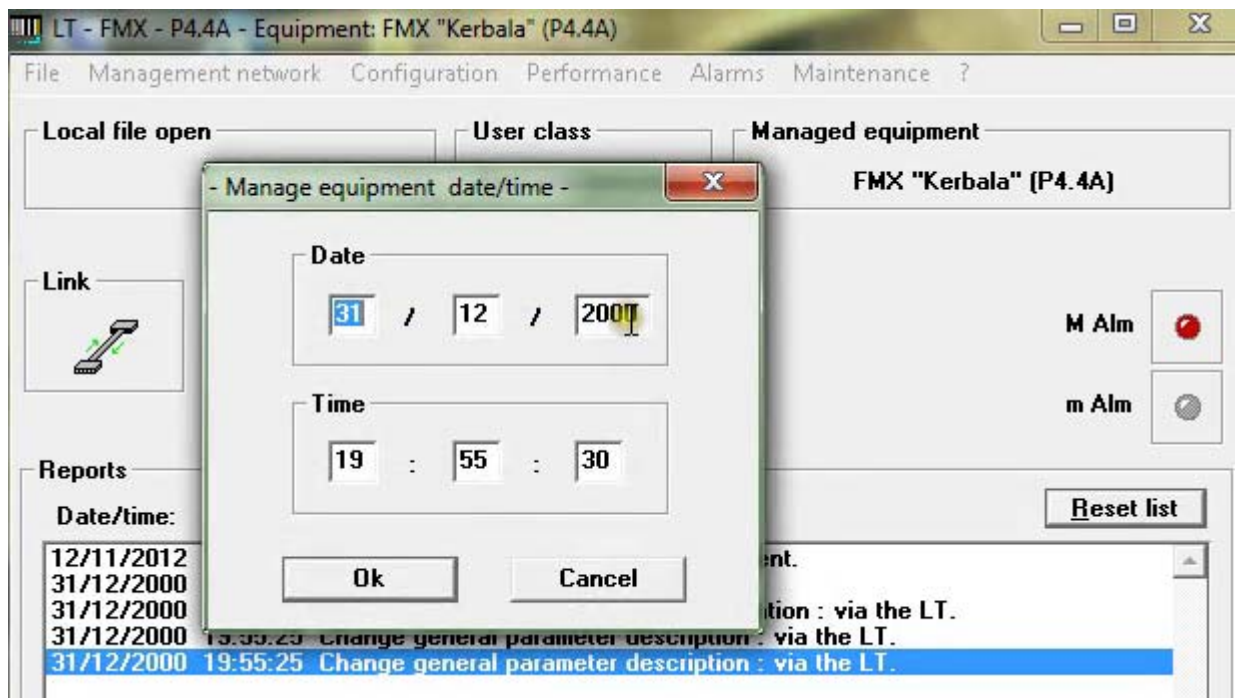 LT - FMX - P4.4A - Equipment: FMX "Kerbala" (P4.4A)
File Management network Configuration Performance Alarms Maintenance ?
Local file open
User class
Managed equipment
FMX "Kerbala" (P4.4A)
- Manage equipment date/time -
Date
31 / 12 / 2000
Link
M Alm
m Alm
Time
19 : 55 : 30
Reports
Date/time:
Reset list
Ok
Cancel
12/11/2012
31/12/2000
31/12/2000 : via the LT.
31/12/2000 19:55:25 Change general parameter description : via the LT.
31/12/2000 19:55:25 Change general parameter description : via the LT.